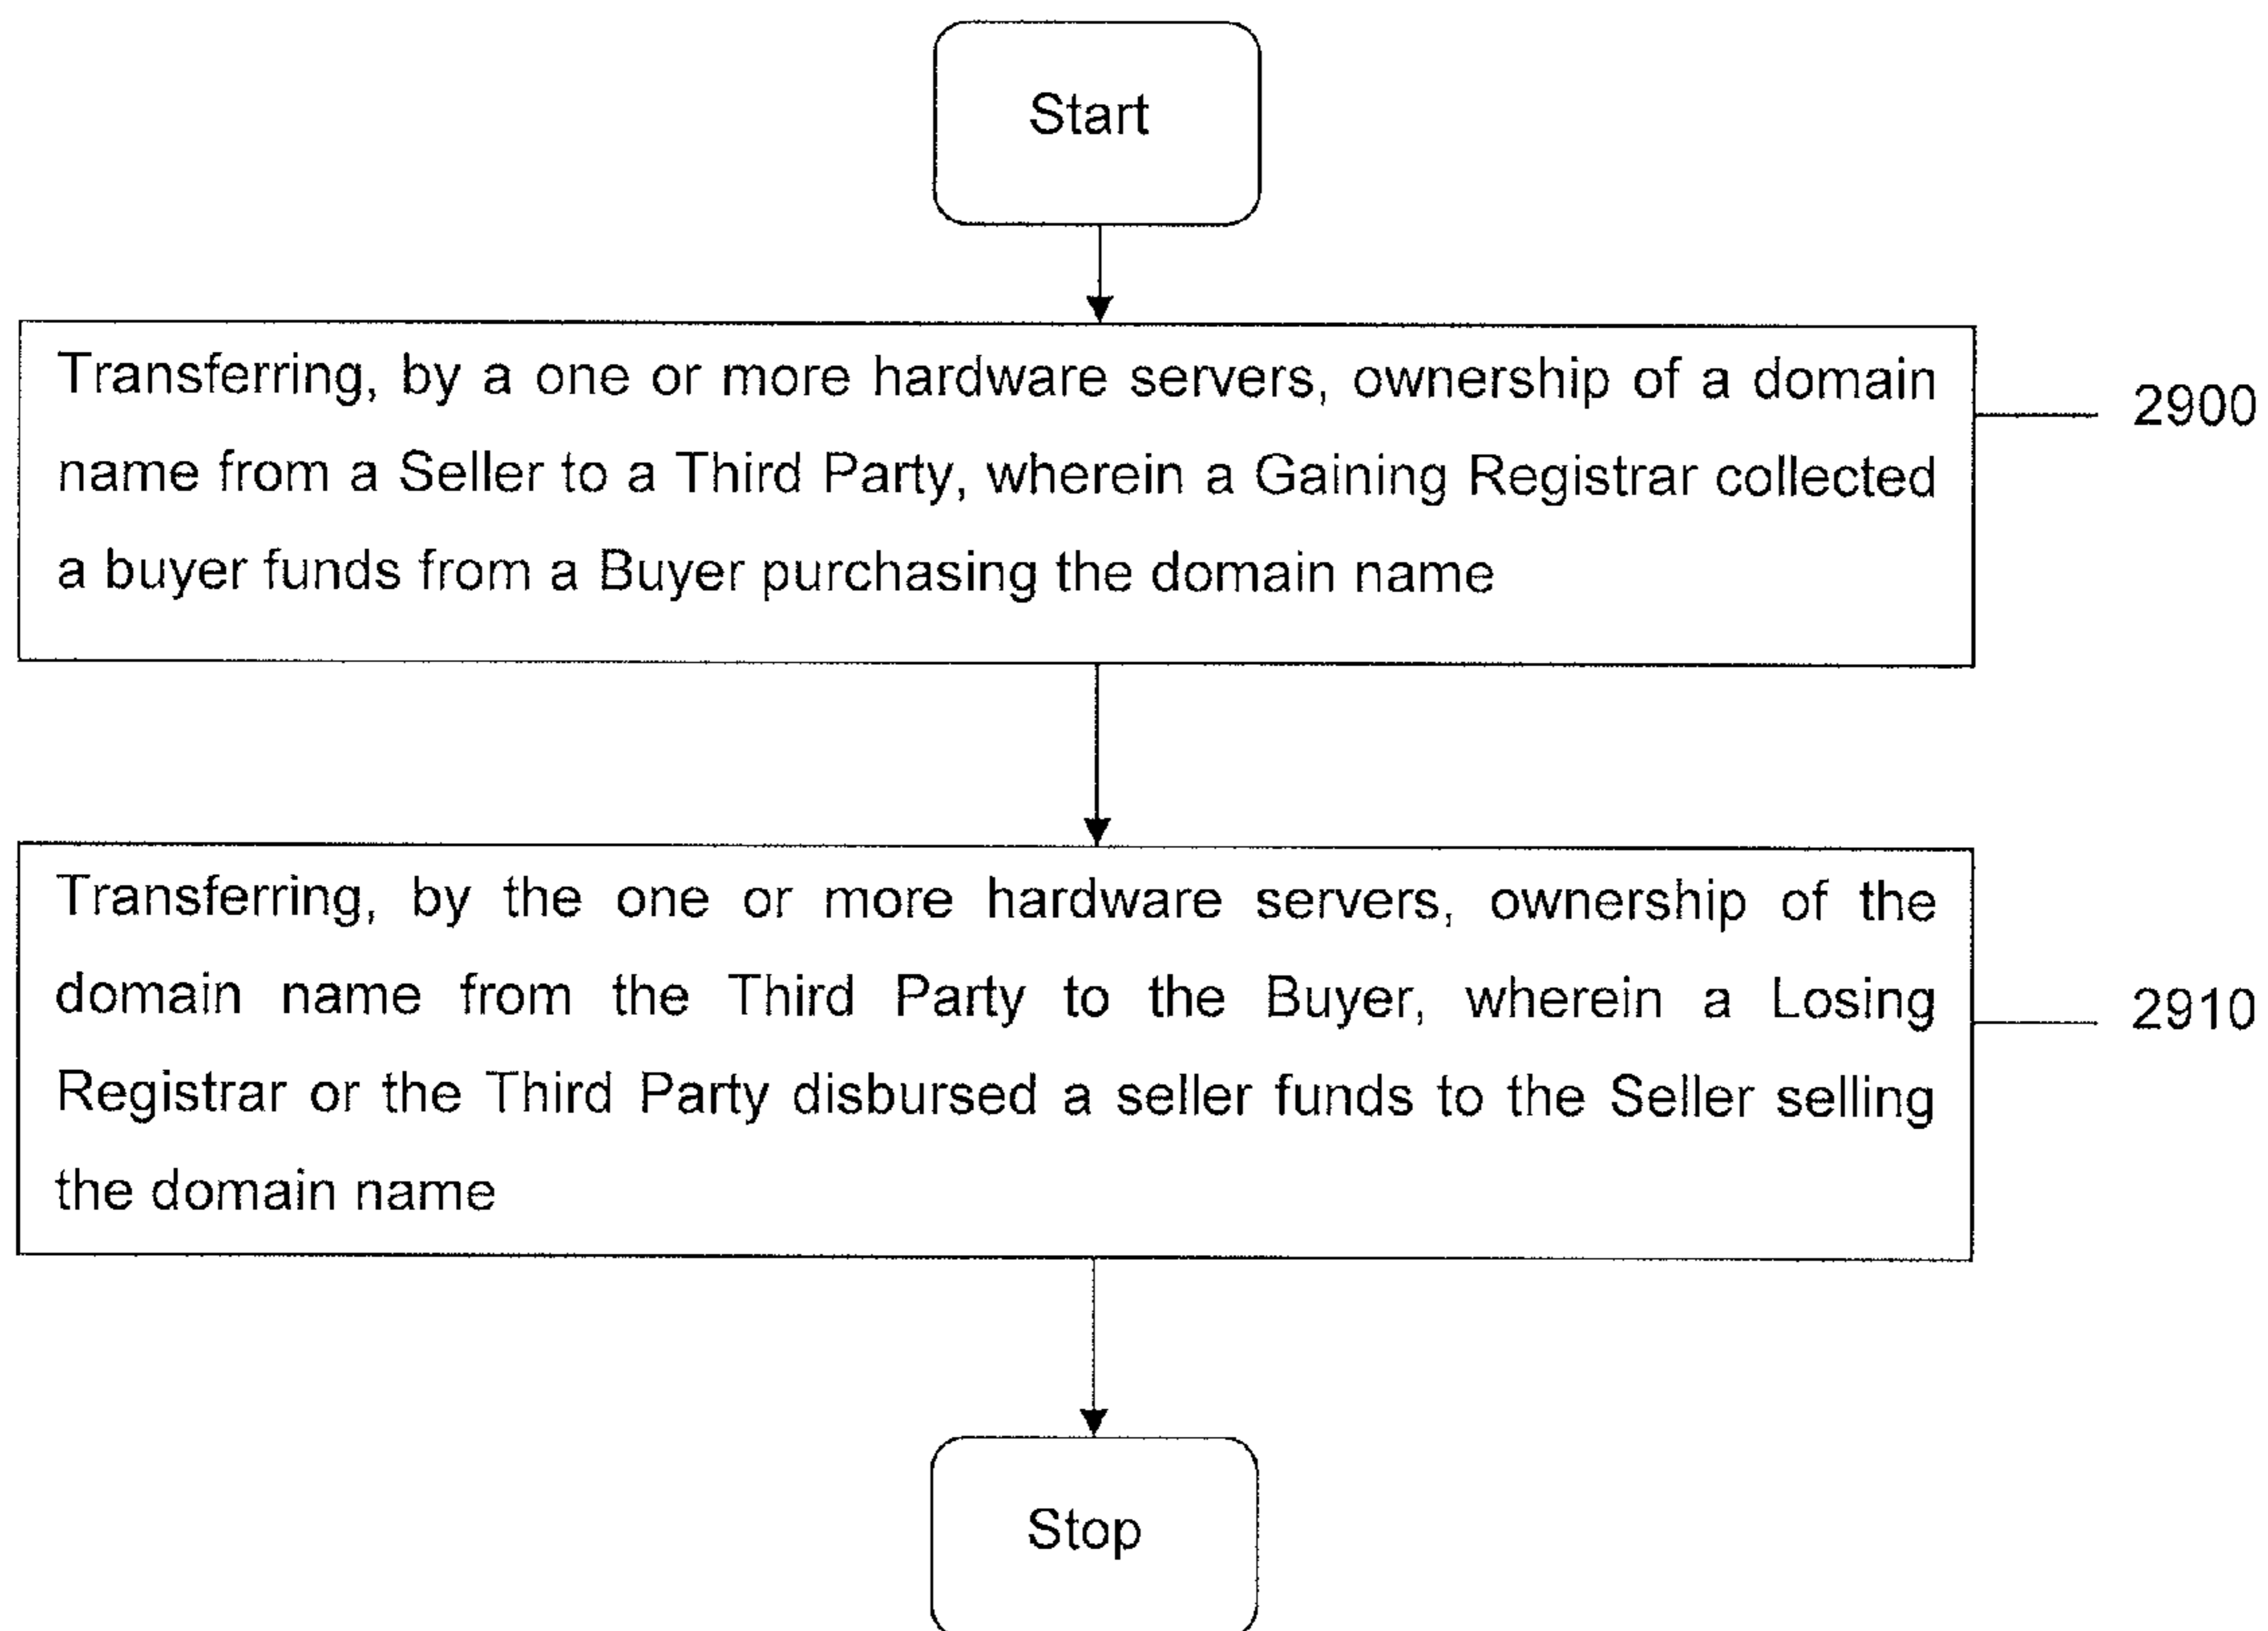 Start
Transferring, by a one or more hardware servers, ownership of a domain
name from a Seller to a Third Party, wherein a Gaining Registrar collected
a buyer funds from a Buyer purchasing the domain name
2900
Transferring, by the one or more hardware servers, ownership of the
domain name from the Third Party to the Buyer, wherein a Losing
Registrar or the Third Party disbursed a seller funds to the Seller selling
the domain name
2910
Stop